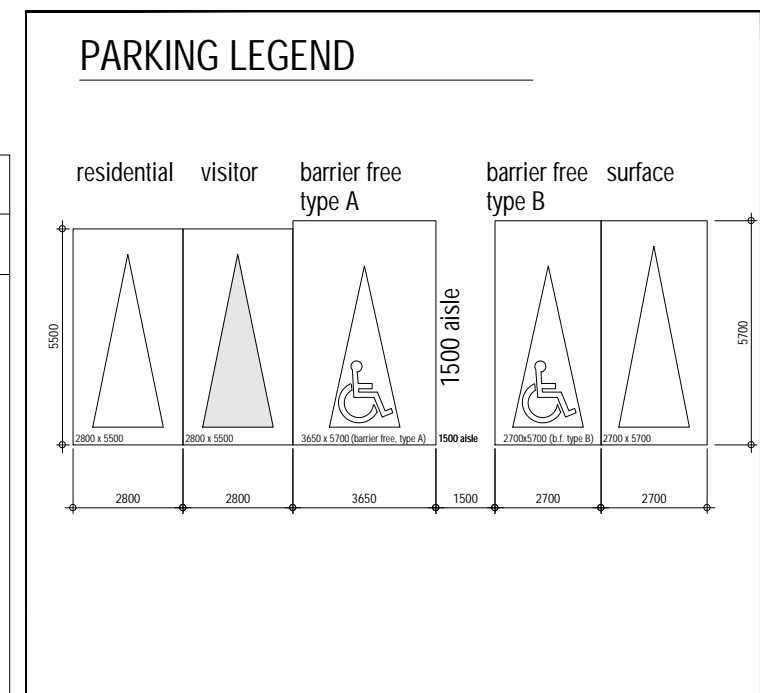 PARKING LEGEND
residential
visitor
barrier free
type A
barrier free
type B
surface
5500
1500 aisle
5700
2800 x 5500
2800 x 5500
3650 x 5700 (barrier free, type A)
1500 aisle
2700x5700 (b.f. type B)
2700 x 5700
2800
2800
3650
1500
2700
2700